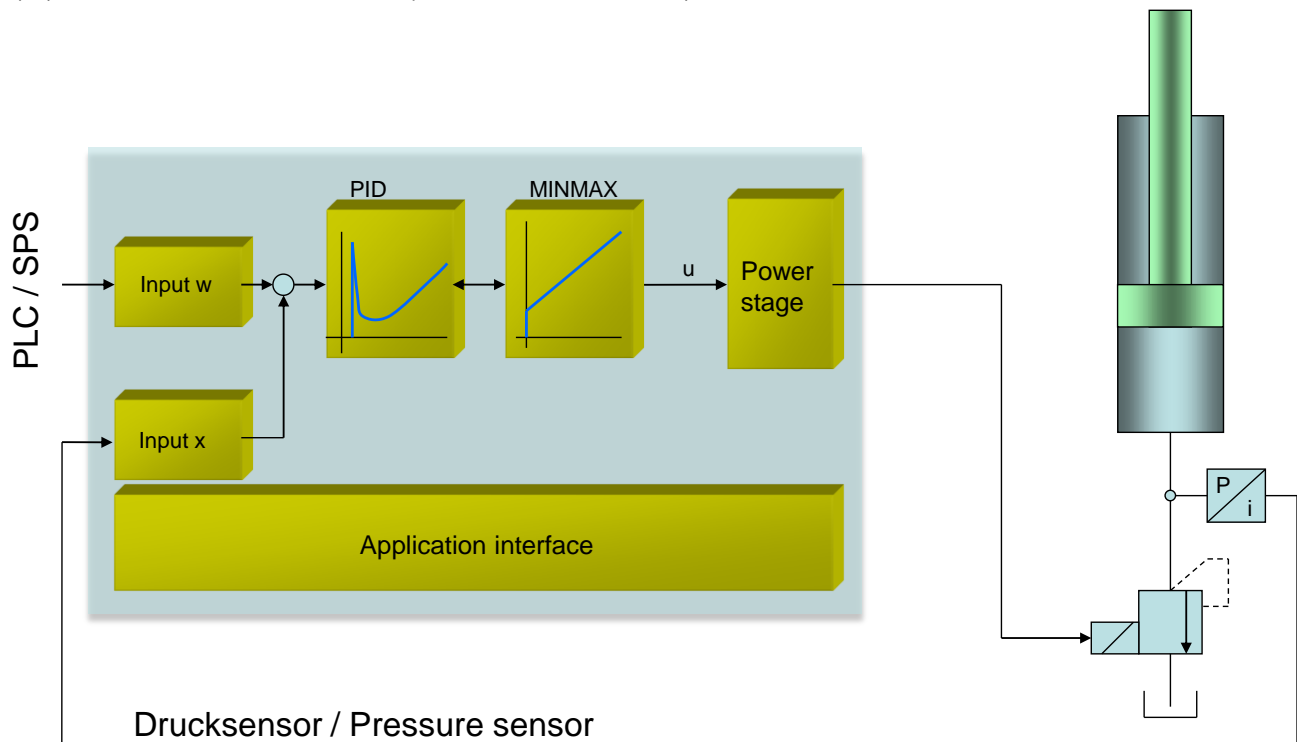 PID
MINMAX
PLC / SPS
Input w
u
Power
stage
Input x
P
i
Application interface
Drucksensor / Pressure sensor